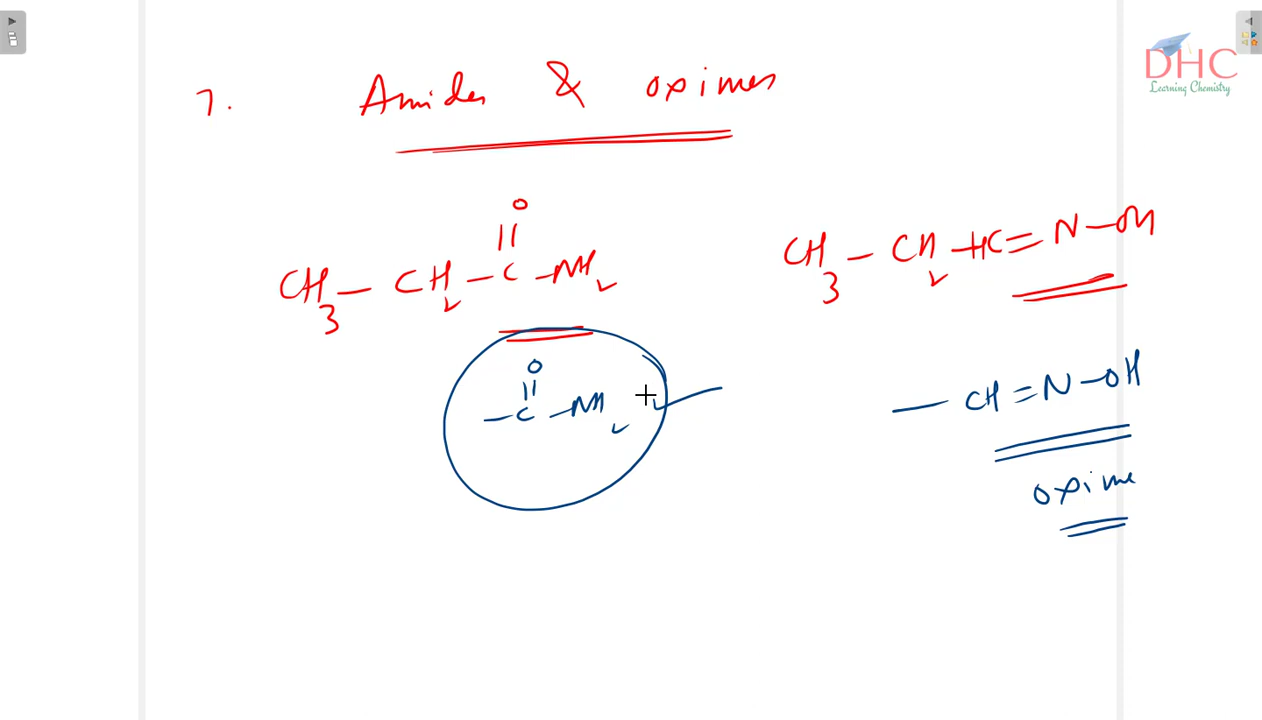 7. Amides & oximes
DHC
Learning Chemistry
O
||
CH3 — CH2 — C — NH2
CH3 — CH2 — HC = N — OH
O
||
— C — NH2
— CH = N — OH
oxime